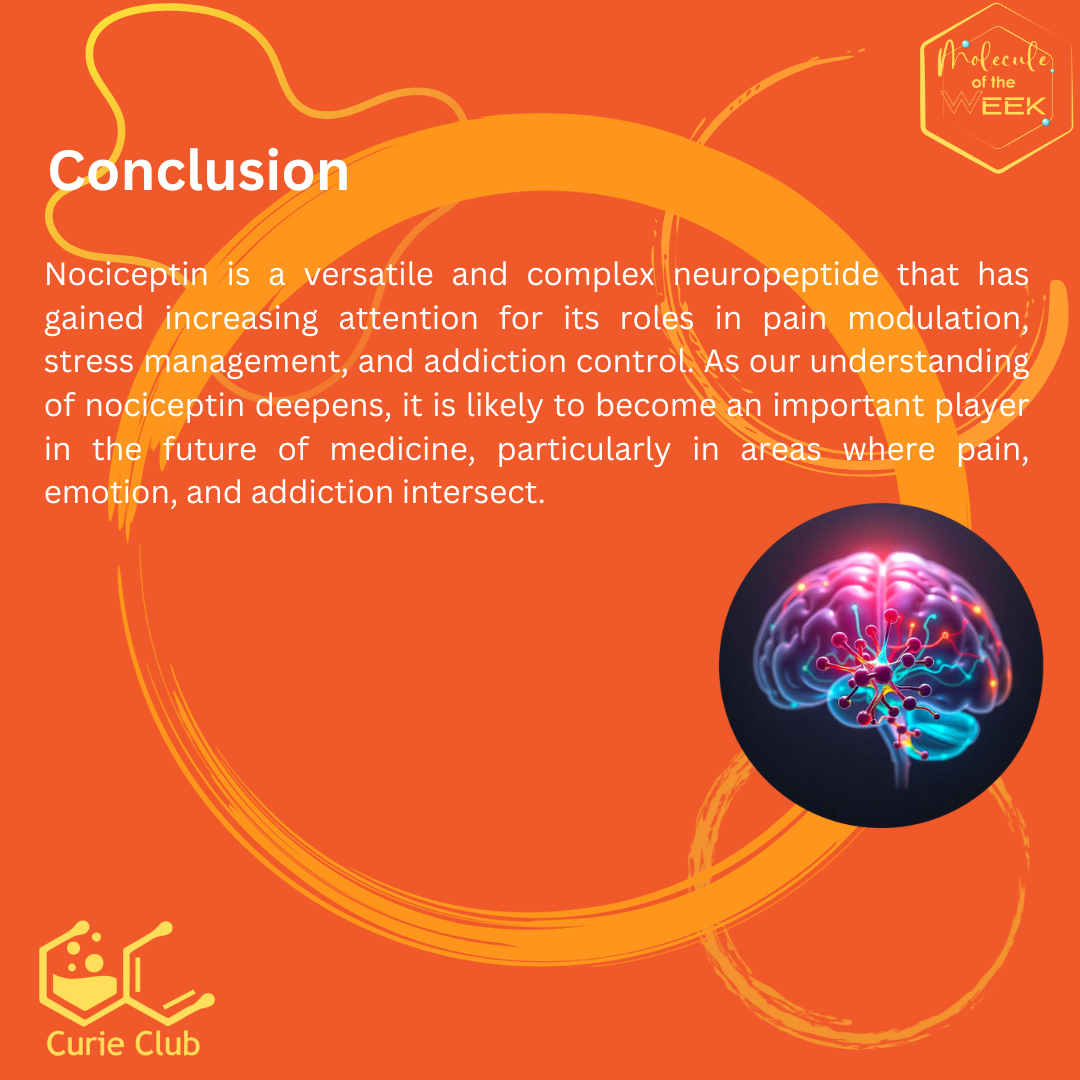 Molecule
of the
WEEK
Conclusion
Nociceptin is a versatile and complex neuropeptide that has
gained increasing attention for its roles in pain modulation,
stress management, and addiction control. As our understanding
of nociceptin deepens, it is likely to become an important player
in the future of medicine, particularly in areas where pain,
emotion, and addiction intersect.
Curie Club